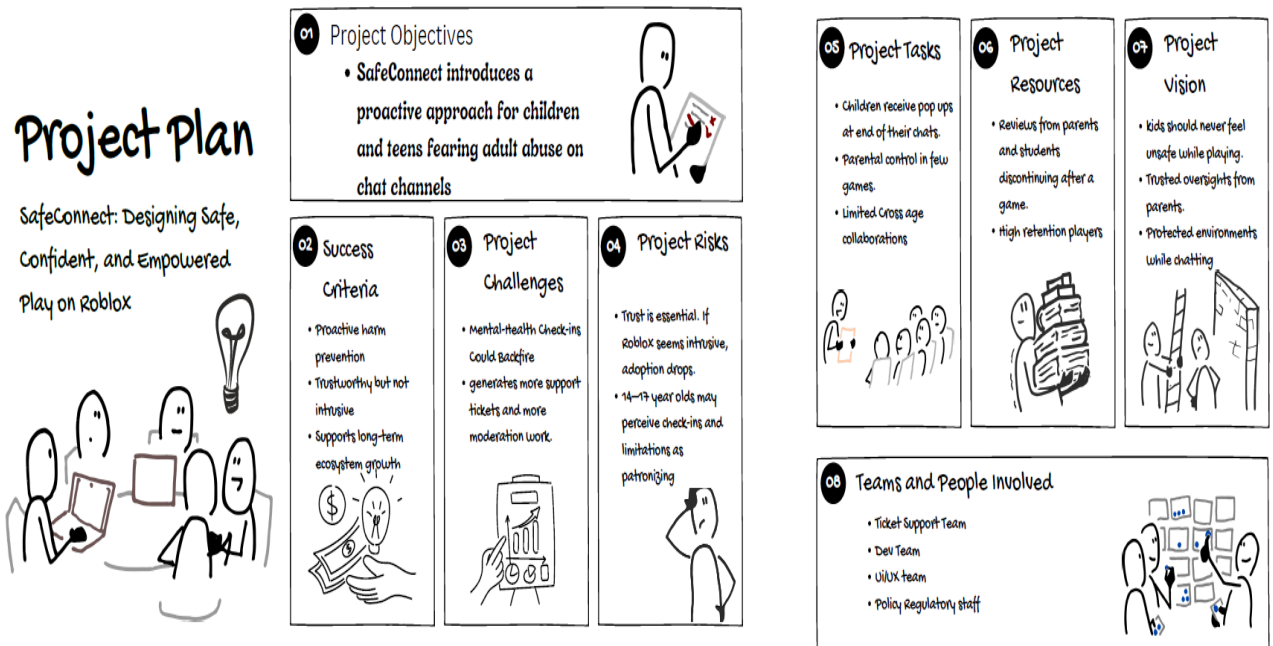 Project Plan
SafeConnect: Designing Safe,
Confident, and Empowered
Play on Roblox
01 Project Objectives
• SafeConnect introduces a
proactive approach for children
and teens fearing adult abuse on
chat channels
02 Success
Criteria
• Proactive harm
prevention
• Trustworthy but not
intrusive
• Supports long-term
ecosystem growth
$
03 Project
Challenges
• Mental-Health Check-ins
Could Backfire
• generates more support
tickets and more
moderation work.
04 Project Risks
• Trust is essential. If
Roblox seems intrusive,
adoption drops.
• 14–17 year olds may
perceive check-ins and
limitations as
patronizing
05 Project Tasks
• Children receive pop ups
at end of their chats.
• Parental control in few
games.
• Limited Cross age
collaborations
06 Project
Resources
• Reviews from parents
and students
discontinuing after a
game.
• High retention players
07 Project
Vision
• kids should never feel
unsafe while playing.
• Trusted oversights from
parents.
• Protected environments
while chatting
08 Teams and People Involved
• Ticket Support Team
• Dev Team
• Ui/UX team
• Policy Regulatory staff